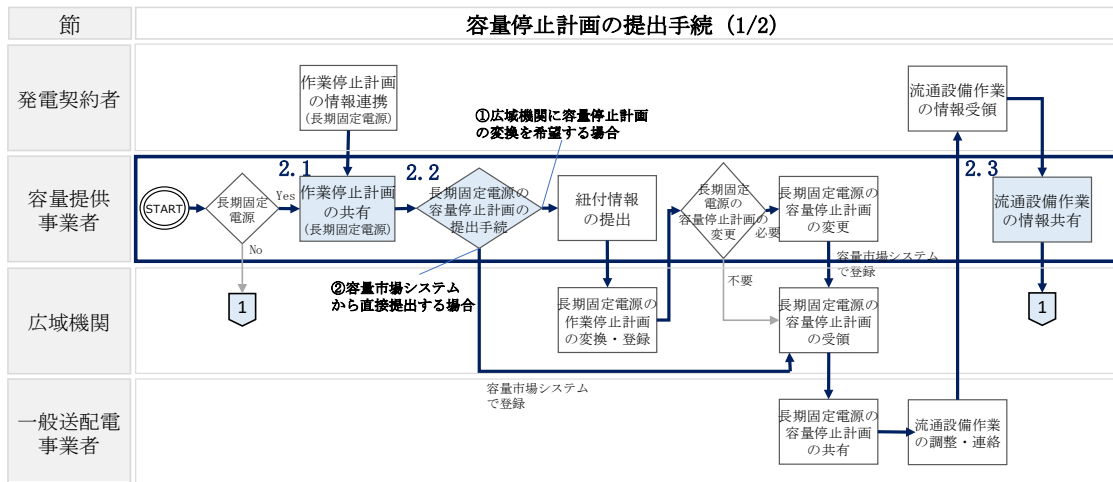 節
容量停止計画の提出手続 (1/2)
発電契約者
作業停止計画
の情報連携
(長期固定電源)
①広域機関に容量停止計画
の変換を希望する場合
流通設備作業
の情報受領
容量提供
事業者
START
長期固定
電源
Yes
No
2.1
作業停止計画
の共有
(長期固定電源)
2.2
長期固定電源の
容量停止計画の
提出手続
紐付情報
の提出
長期固定
電源の
容量停止計画の
変更
必要
不要
長期固定電源の
容量停止計画
の変更
容量市場システム
で登録
2.3
流通設備作業
の情報共有
②容量市場システム
から直接提出する場合
広域機関
1
長期固定電源の
作業停止計画
の変換・登録
長期固定電源の
容量停止計画
の受領
1
容量市場システム
で登録
一般送配電
事業者
長期固定電源の
容量停止計画
の共有
流通設備作業
の調整・連絡